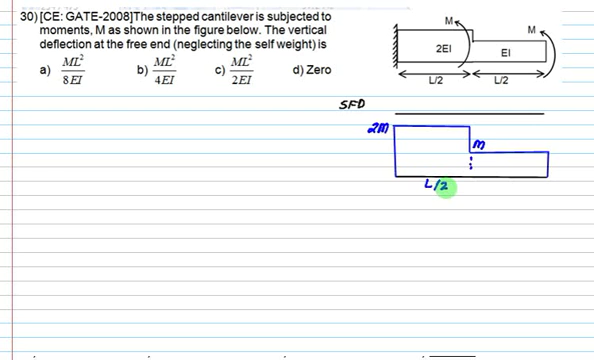 30) [CE: GATE-2008]The stepped cantilever is subjected to
moments, M as shown in the figure below. The vertical
deflection at the free end (neglecting the self weight) is
a) ML²/8EI b) ML²/4EI c) ML²/2EI d) Zero
M
M
2EI
EI
L/2 L/2
SFD
2M
M
L/2